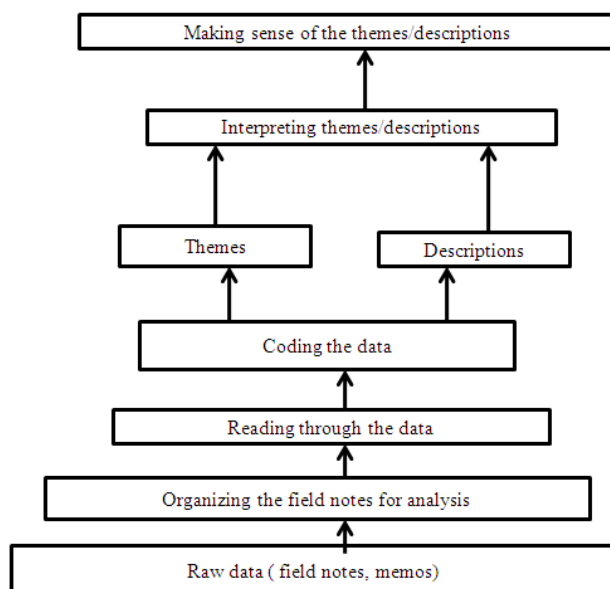 Making sense of the themes/descriptions
Interpreting themes/descriptions
Themes
Descriptions
Coding the data
Reading through the data
Organizing the field notes for analysis
Raw data ( field notes, memos)